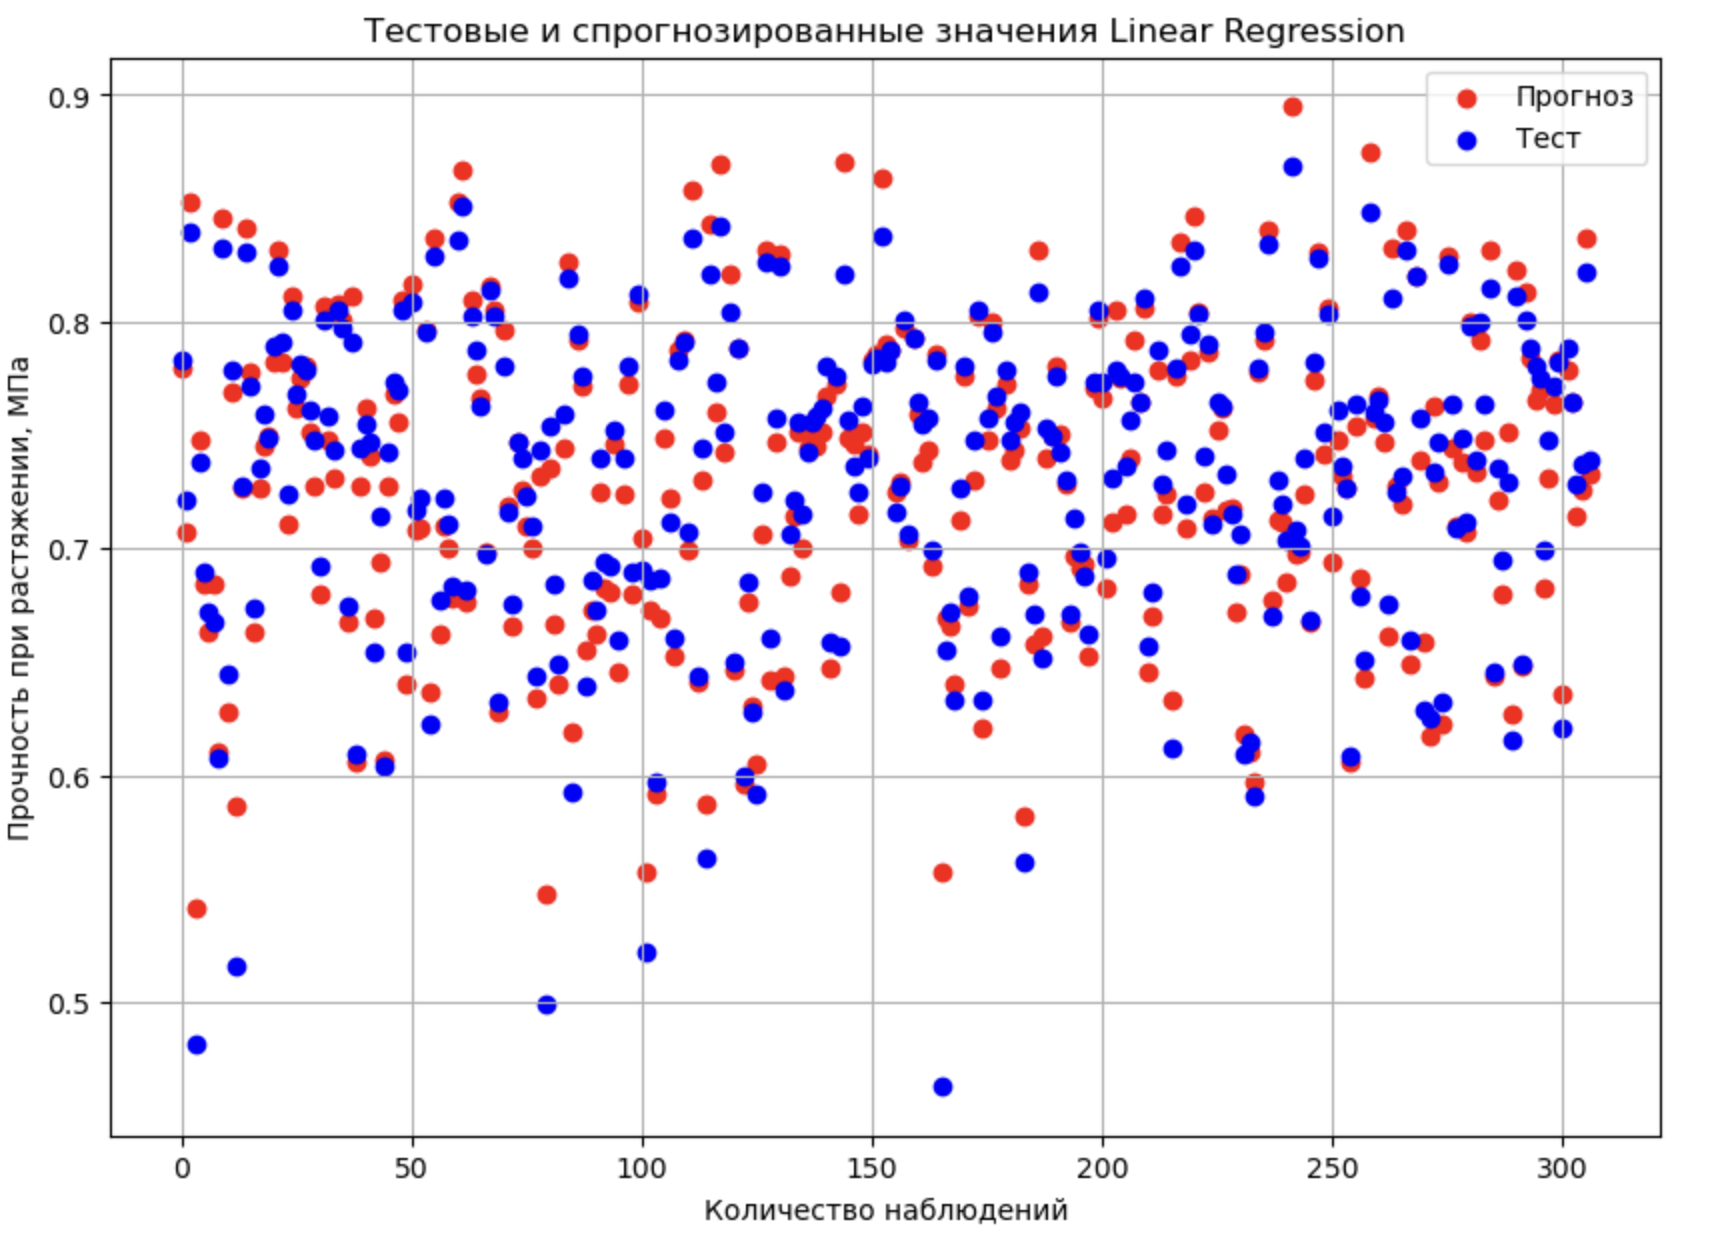 Тестовые и спрогнозированные значения Linear Regression
Прогноз
Тест
Прочность при растяжении, МПа
0.9
0.8
0.7
0.6
0.5
0 50 100 150 200 250 300
Количество наблюдений